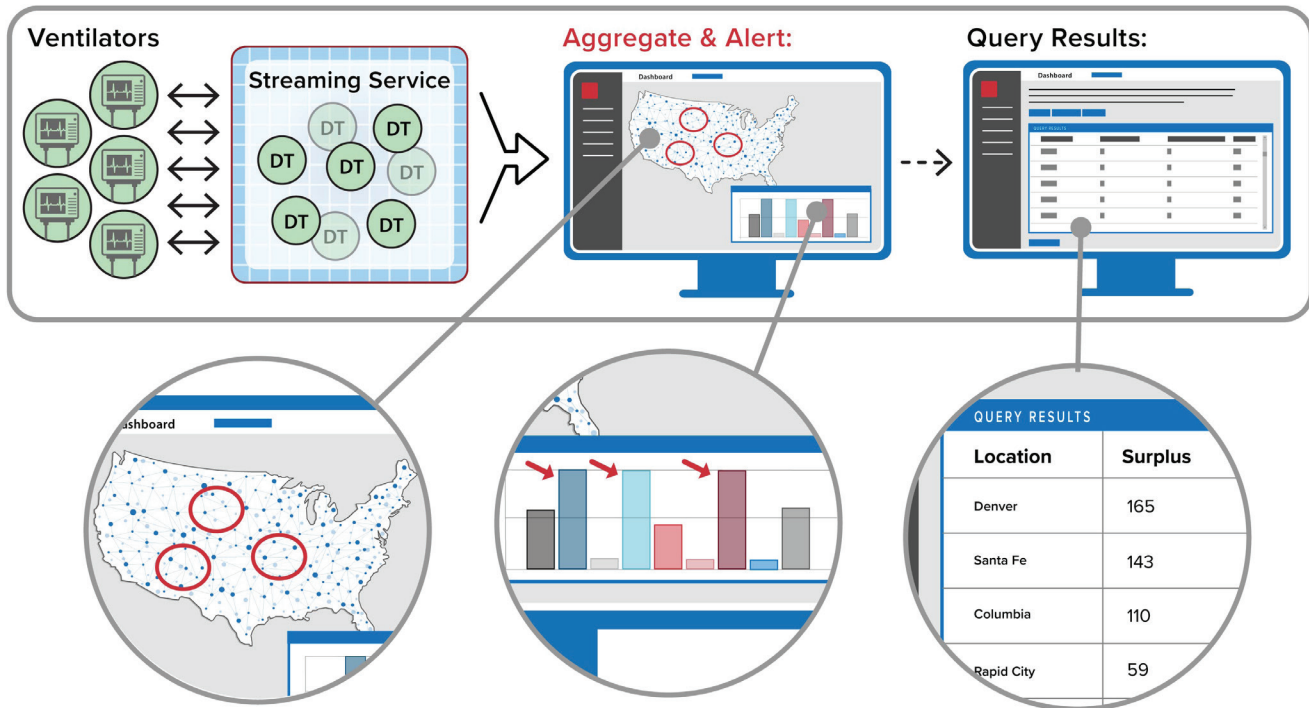 Ventilators
Streaming Service
DT
DT
DT
DT
DT
DT
DT
DT
Aggregate & Alert:
Dashboard
Query Results:
Dashboard
QUERY RESULTS
ashboard
QUERY RESULTS
Location Surplus
Denver 165
Santa Fe 143
Columbia 110
Rapid City 59